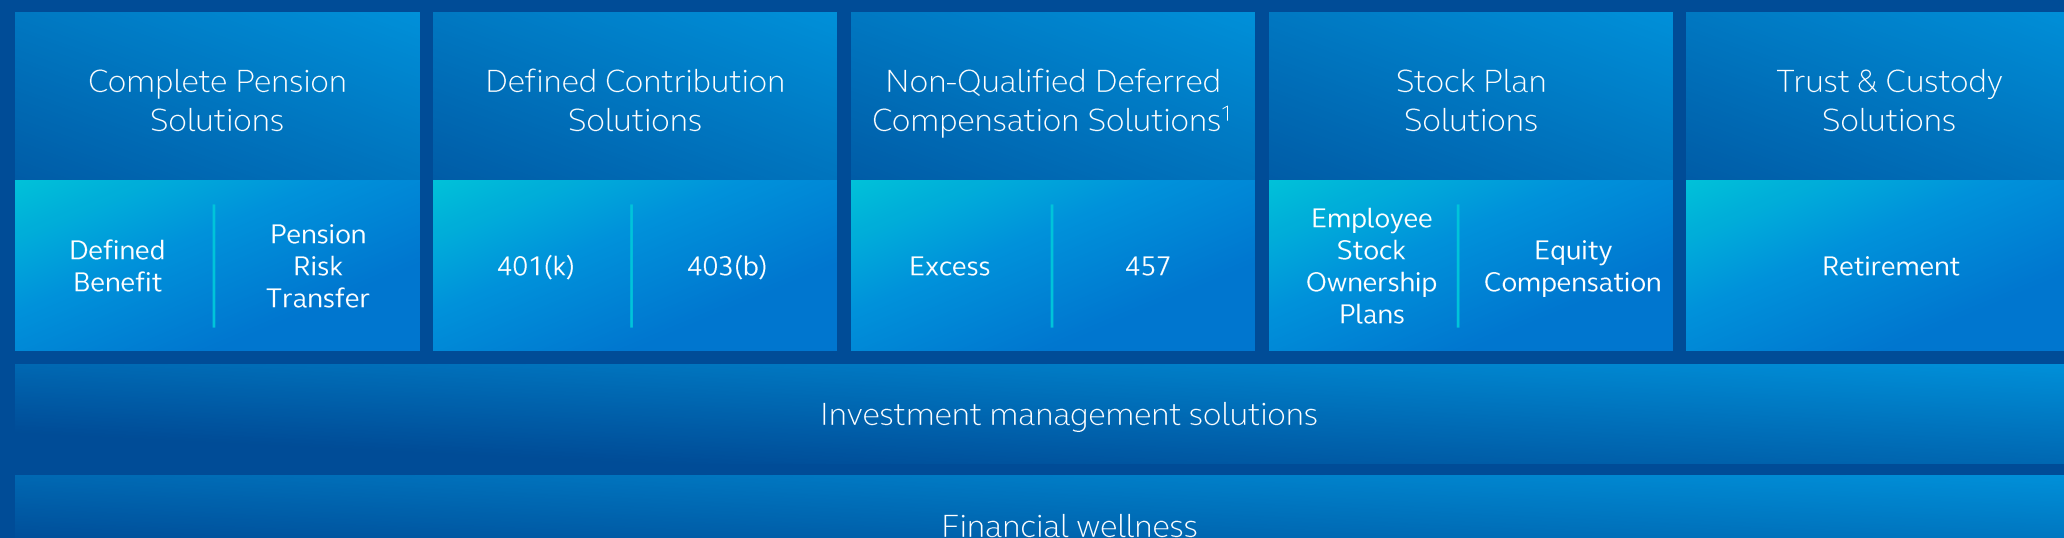 Complete Pension
Solutions
Defined Contribution
Solutions
Non-Qualified Deferred
Compensation Solutions¹
Stock Plan
Solutions
Trust & Custody
Solutions
Defined
Benefit
Pension
Risk
Transfer
401(k)
403(b)
Excess
457
Employee
Stock
Ownership
Plans
Equity
Compensation
Retirement
Investment management solutions
Financial wellness